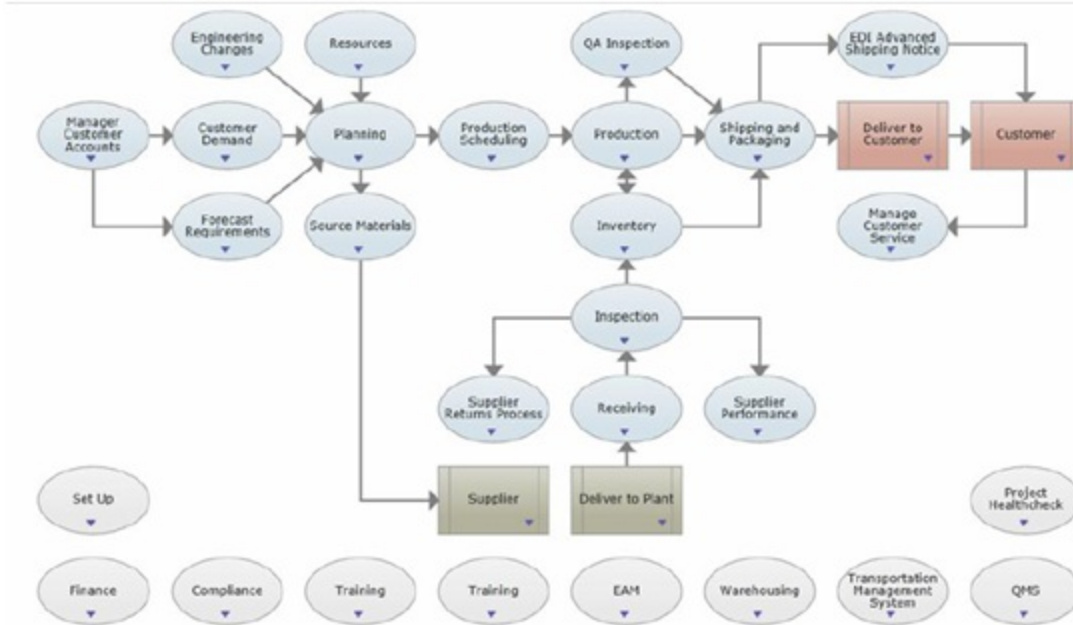 Engineering
Changes
Resources
QA Inspection
EDI Advanced
Shipping Notice
Manager
Customer
Accounts
Customer
Demand
Planning
Production
Scheduling
Production
Shipping and
Packaging
Deliver to
Customer
Customer
Forecast
Requirements
Source Materials
Inventory
Manage
Customer
Service
Inspection
Supplier
Returns Process
Receiving
Supplier
Performance
Set Up
Supplier
Deliver to Plant
Project
Healthcheck
Finance
Compliance
Training
Training
EAM
Warehousing
Transportation
Management
System
QMS